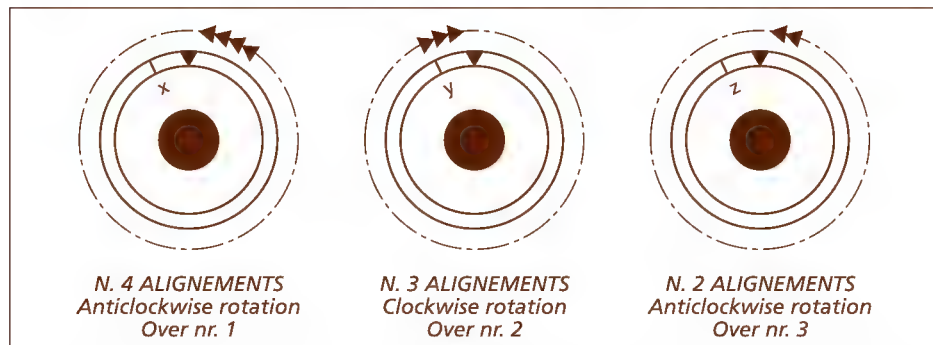 x
y
z
N. 4 ALIGNEMENTS
Anticlockwise rotation
Over nr. 1
N. 3 ALIGNEMENTS
Clockwise rotation
Over nr. 2
N. 2 ALIGNEMENTS
Anticlockwise rotation
Over nr. 3